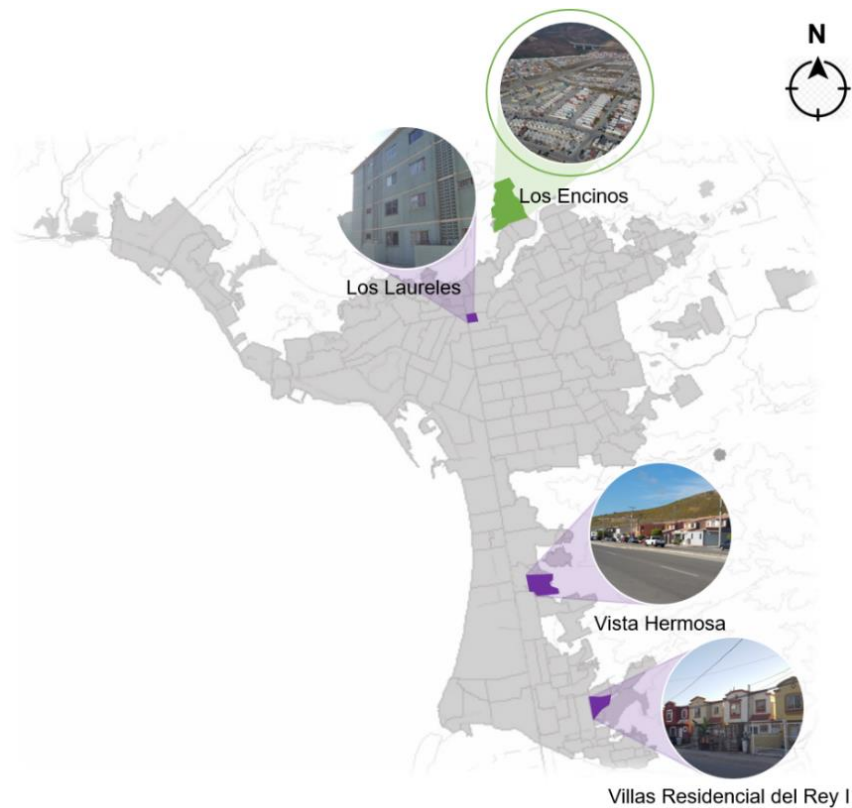 N
Los Encinos
Los Laureles
Vista Hermosa
Villas Residencial del Rey I